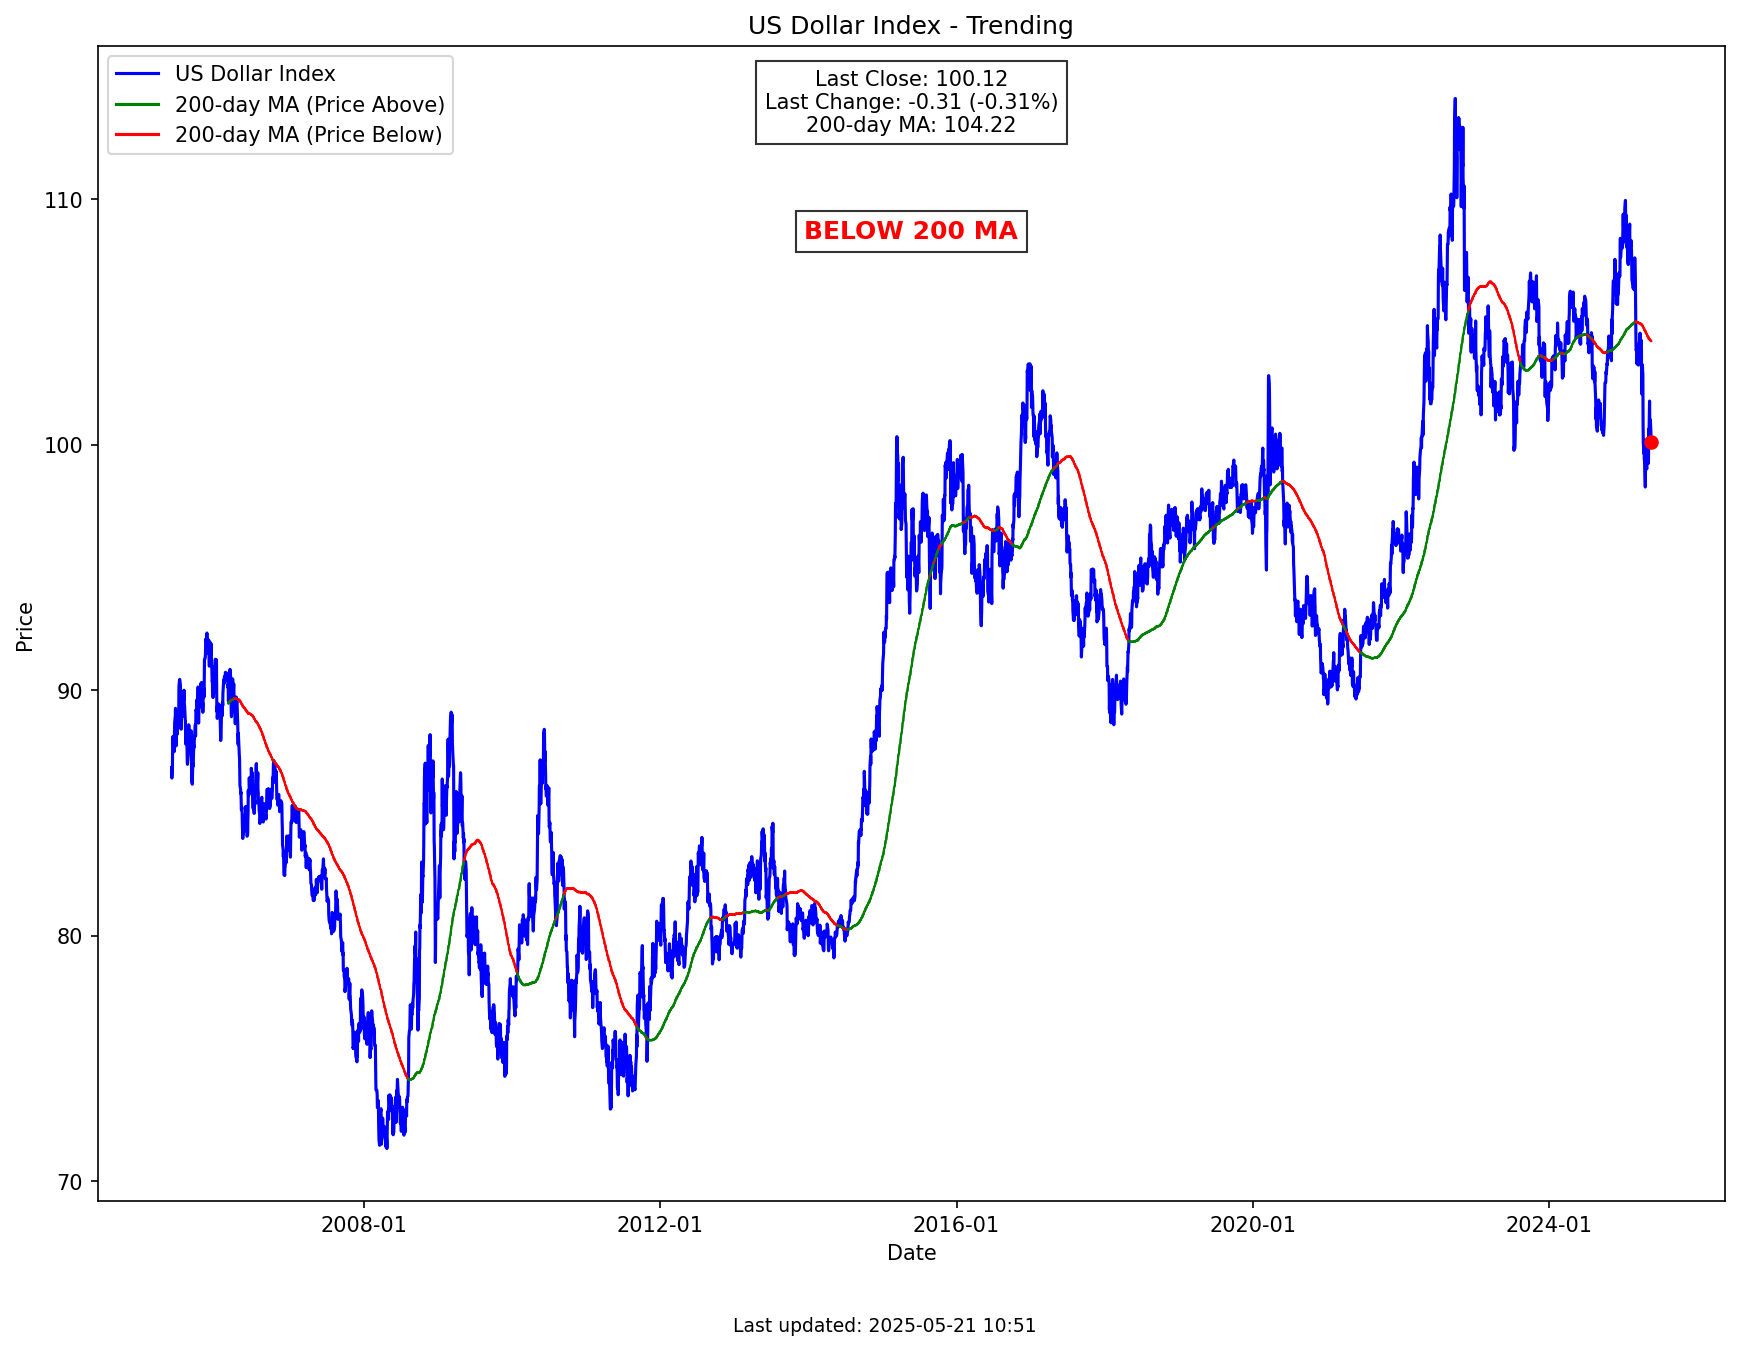 US Dollar Index - Trending
US Dollar Index
200-day MA (Price Above)
200-day MA (Price Below)
Last Close: 100.12
Last Change: -0.31 (-0.31%)
200-day MA: 104.22
BELOW 200 MA
Price
110
100
90
80
70
2008-01
2012-01
2016-01
2020-01
2024-01
Date
Last updated: 2025-05-21 10:51